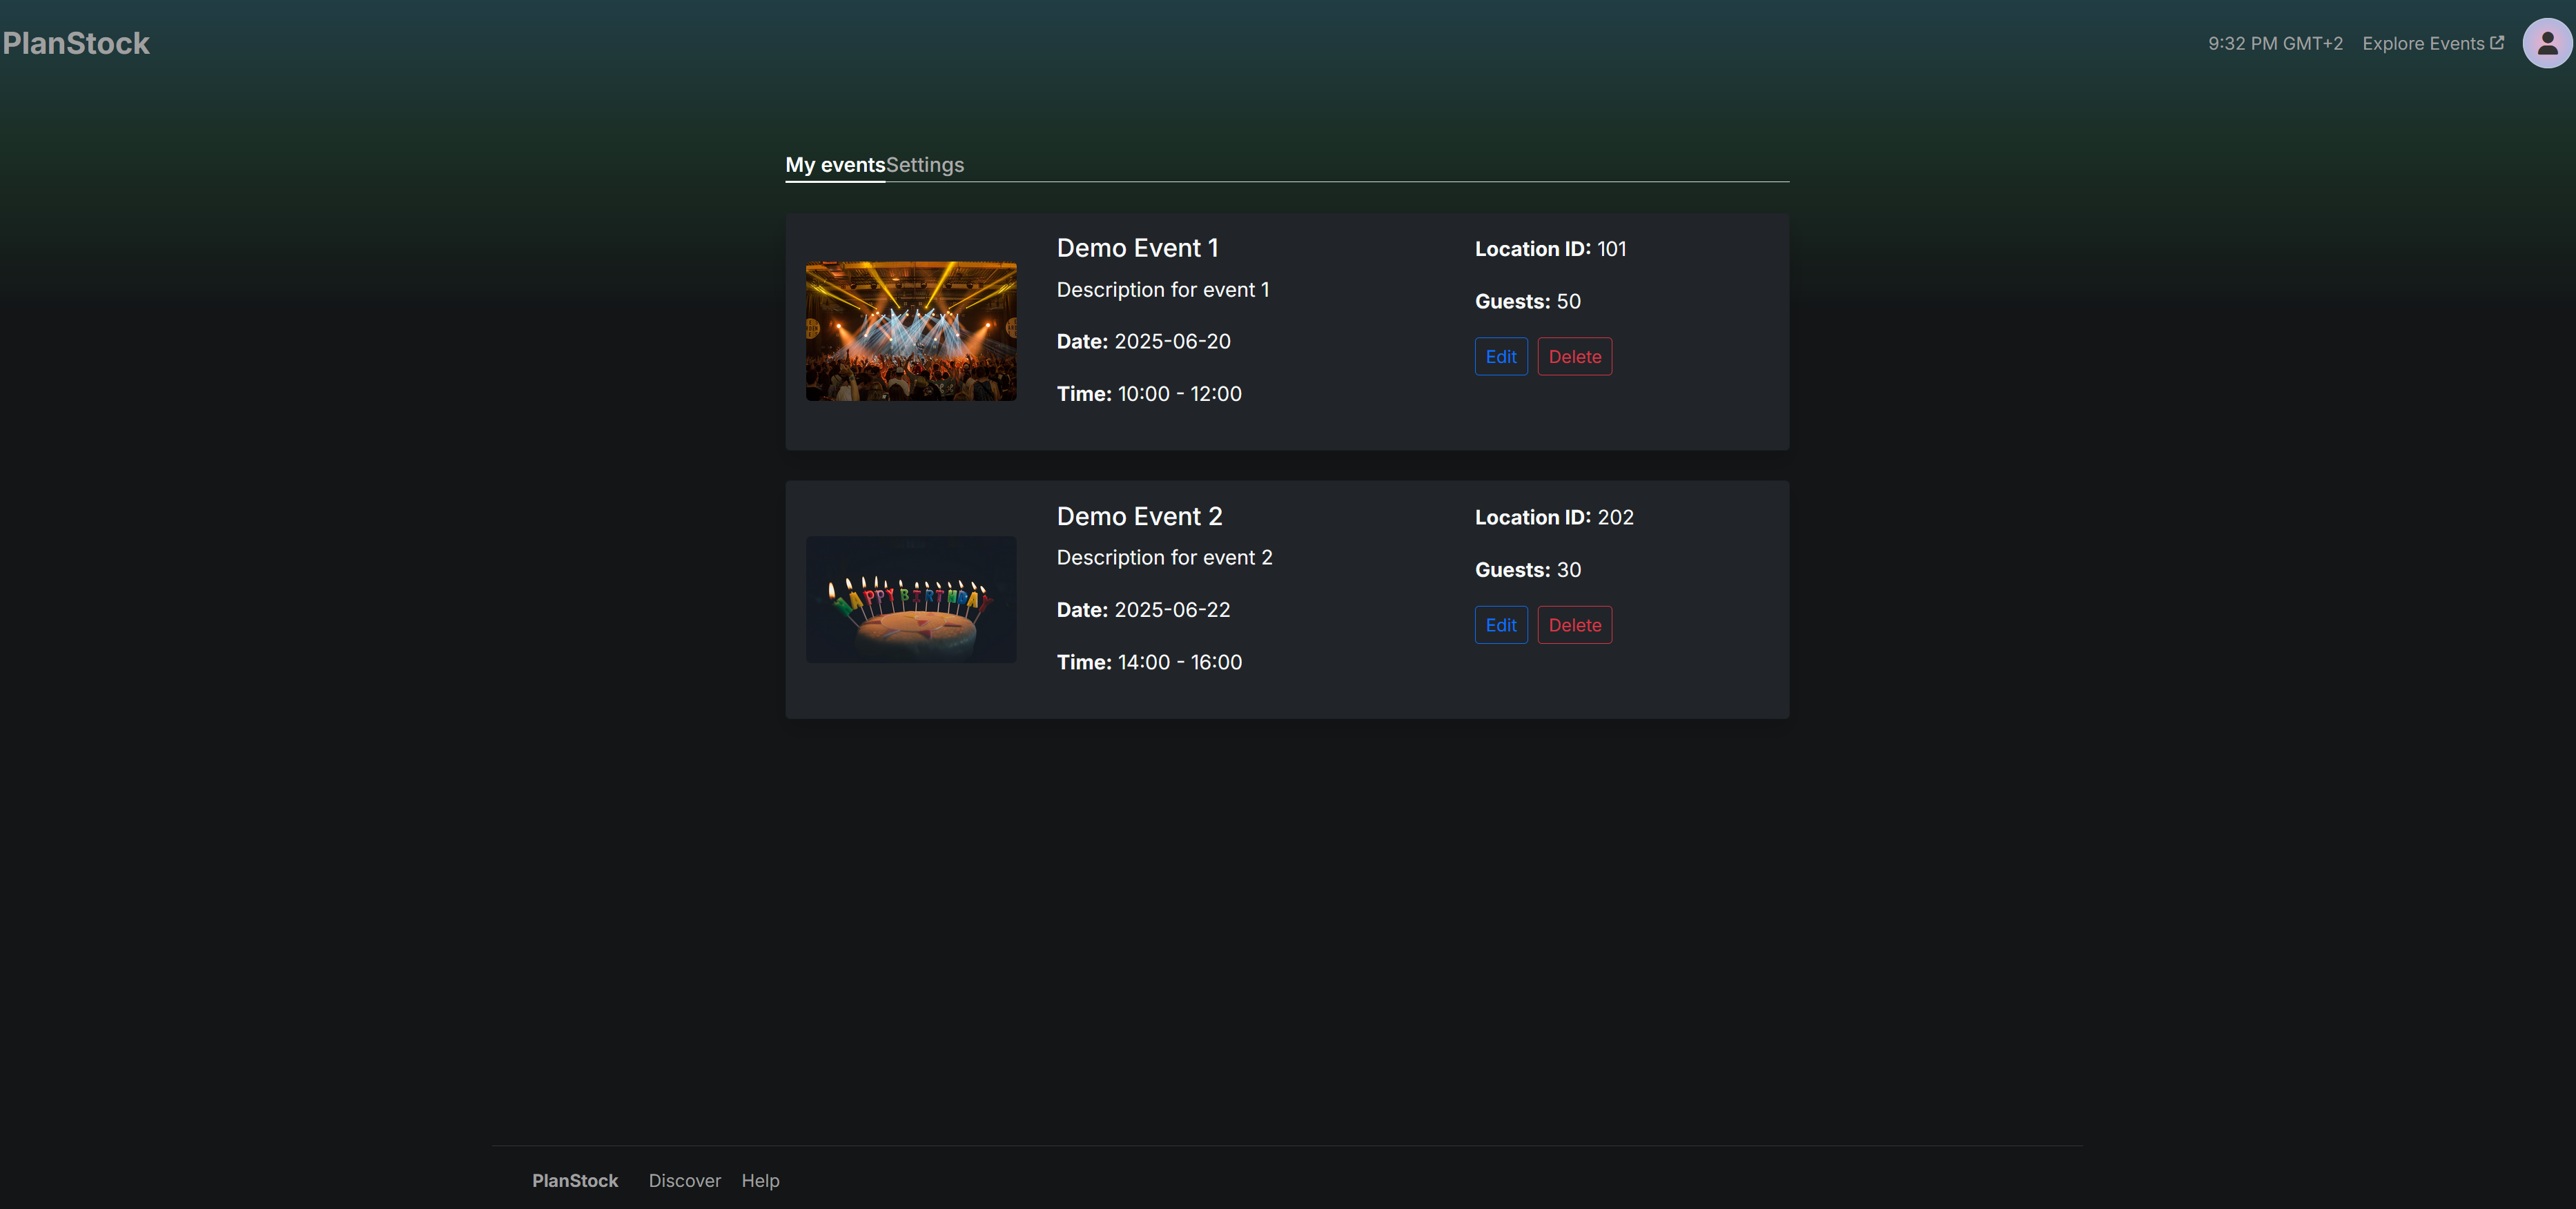 PlanStock
9:32 PM GMT+2 Explore Events
My events Settings
Demo Event 1
Description for event 1
Date: 2025-06-20
Time: 10:00 - 12:00
Location ID: 101
Guests: 50
Edit Delete
HAPPY BIRTHDAY
Demo Event 2
Description for event 2
Date: 2025-06-22
Time: 14:00 - 16:00
Location ID: 202
Guests: 30
Edit Delete
PlanStock Discover Help